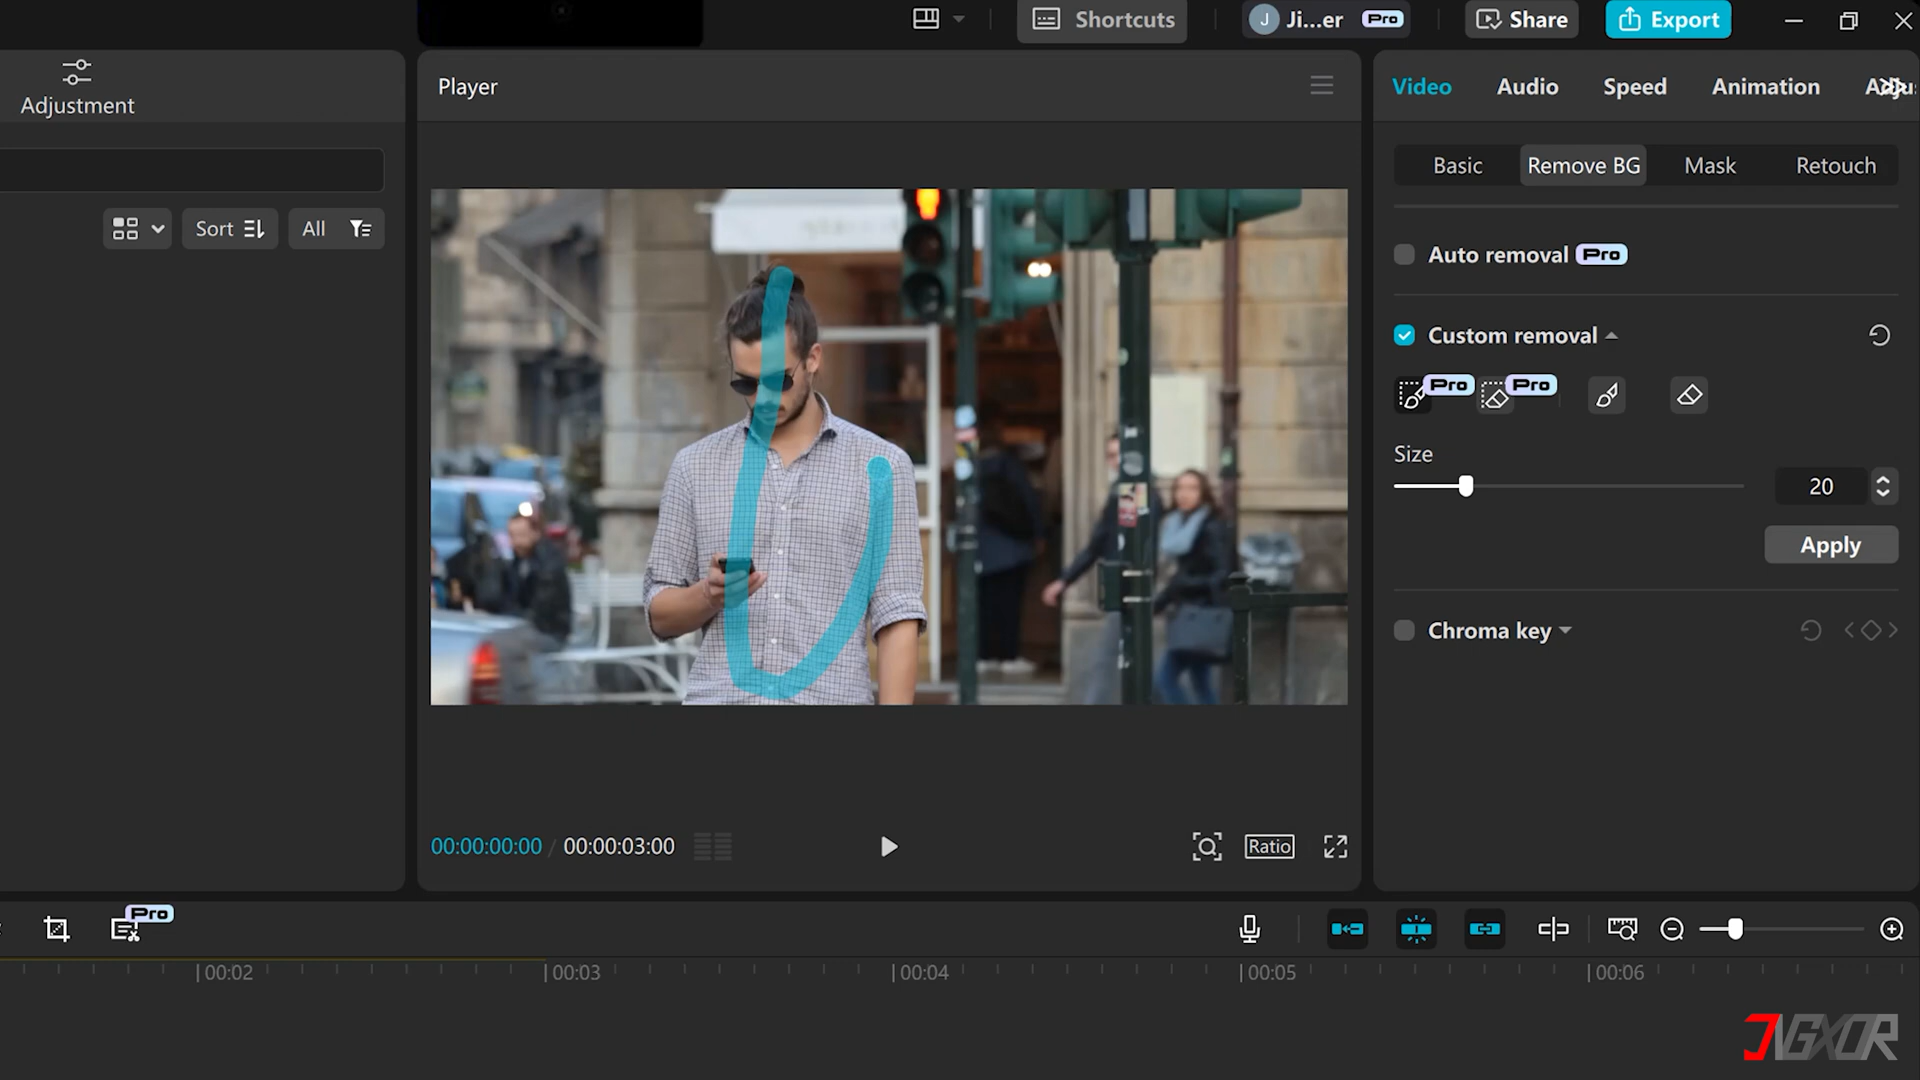 Shortcuts
J
Ji...er
Pro
Share
Export
Adjustment
Player
Video
Audio
Speed
Animation
Sort
All
Basic
Remove BG
Mask
Retouch
Auto removal Pro
Custom removal
Pro
Pro
Size
20
Apply
Chroma key
00:00:00:00 / 00:00:03:00
Ratio
Pro
00:02
00:03
00:04
00:05
00:06
JIGXOR